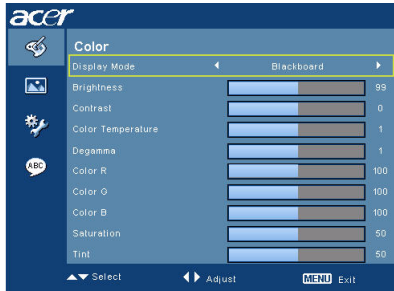 acer
Color
Display Mode Blackboard
Brightness 99
Contrast 0
Color Temperature 1
Degamma 1
Color R 100
Color G 100
Color B 100
Saturation 50
Tint 50
ABC
Select Adjust MENU Exit